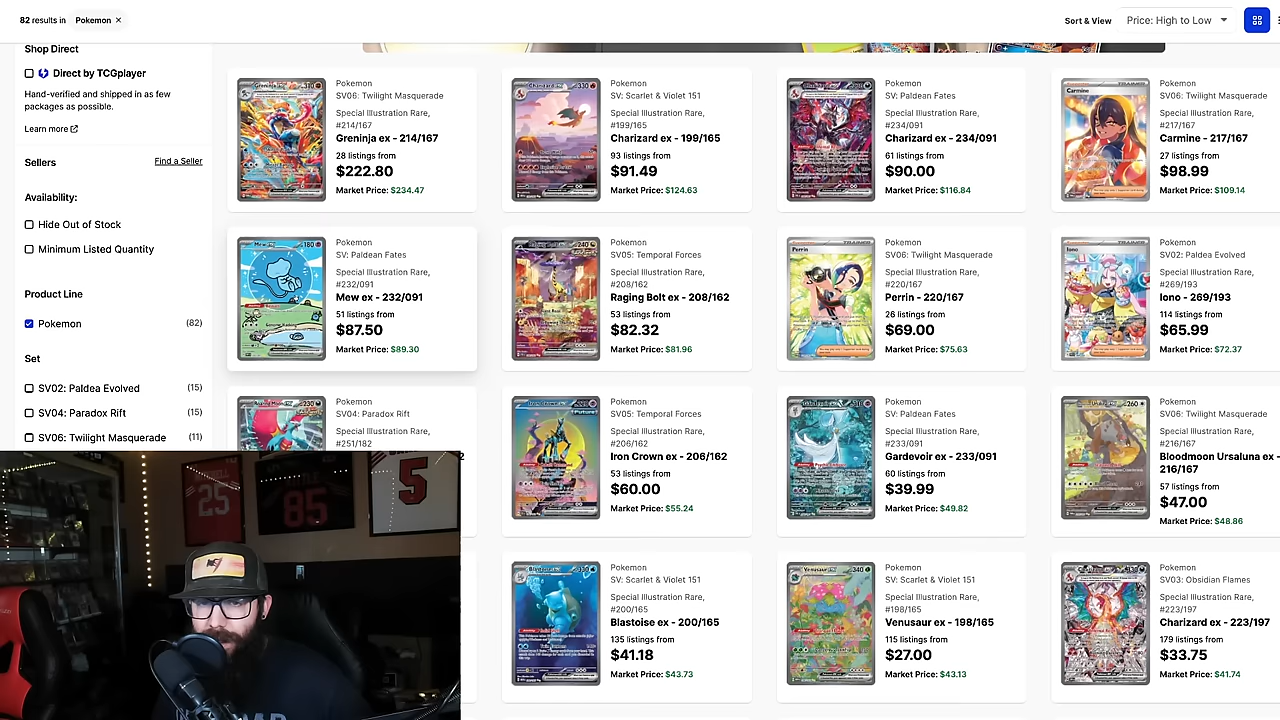 82 results in Pokemon ×
Sort & View
Price: High to Low
Shop Direct
Direct by TCGplayer
Hand-verified and shipped in as few
packages as possible.
Learn more
Sellers
Find a Seller
Availability:
Hide Out of Stock
Minimum Listed Quantity
Product Line
Pokemon (82)
Set
SV02: Paldea Evolved (15)
SV04: Paradox Rift (15)
SV06: Twilight Masquerade (11)
Pokemon
SV06: Twilight Masquerade
Special Illustration Rare,
#214/167
Greninja ex - 214/167
28 listings from
$222.80
Market Price: $234.47
Pokemon
SV: Scarlet & Violet 151
Special Illustration Rare,
#199/165
Charizard ex - 199/165
93 listings from
$91.49
Market Price: $124.63
Pokemon
SV: Paldean Fates
Special Illustration Rare,
#234/091
Charizard ex - 234/091
61 listings from
$90.00
Market Price: $116.84
TRAINER
Carmine
Pokemon
SV06: Twilight Masquerade
Special Illustration Rare,
#217/167
Carmine - 217/167
27 listings from
$98.99
Market Price: $109.14
Mew ex 180
Pokemon
SV: Paldean Fates
Special Illustration Rare,
#232/091
Mew ex - 232/091
51 listings from
$87.50
Market Price: $89.30
Pokemon
SV05: Temporal Forces
Special Illustration Rare,
#208/162
Raging Bolt ex - 208/162
53 listings from
$82.32
Market Price: $81.96
TRAINER
Perrin
Pokemon
SV06: Twilight Masquerade
Special Illustration Rare,
#220/167
Perrin - 220/167
26 listings from
$69.00
Market Price: $75.63
TRAINER
Iono
Pokemon
SV02: Paldea Evolved
Special Illustration Rare,
#269/193
Iono - 269/193
114 listings from
$65.99
Market Price: $72.37
Pokemon
SV04: Paradox Rift
Special Illustration Rare,
#251/182
Pokemon
SV05: Temporal Forces
Special Illustration Rare,
#206/162
Iron Crown ex - 206/162
53 listings from
$60.00
Market Price: $55.24
Pokemon
SV: Paldean Fates
Special Illustration Rare,
#233/091
Gardevoir ex - 233/091
60 listings from
$39.99
Market Price: $49.82
Pokemon
SV06: Twilight Masquerade
Special Illustration Rare,
#216/167
Bloodmoon Ursaluna ex -
216/167
57 listings from
$47.00
Market Price: $48.86
Pokemon
SV: Scarlet & Violet 151
Special Illustration Rare,
#200/165
Blastoise ex - 200/165
135 listings from
$41.18
Market Price: $43.73
Pokemon
SV: Scarlet & Violet 151
Special Illustration Rare,
#198/165
Venusaur ex - 198/165
115 listings from
$27.00
Market Price: $43.13
Pokemon
SV03: Obsidian Flames
Special Illustration Rare,
#223/197
Charizard ex - 223/197
179 listings from
$33.75
Market Price: $41.74
25
85
5